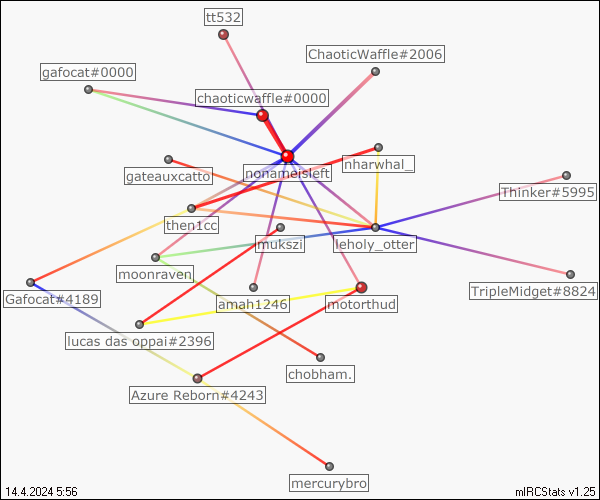 tt532
ChaoticWaffle#2006
gafocat#0000
chaoticwaffle#0000
nharwhal_
nonameisleft
gateauxcatto
Thinker#5995
then1cc
mukszi
leholy_otter
moonraven_
TripleMidget#8824
Gafocat#4189
amah1246
motorthud
lucas das oppai#2396
chobham.
Azure Reborn#4243
mercurybro
14.4.2024 5:56
mIRCStats v1.25